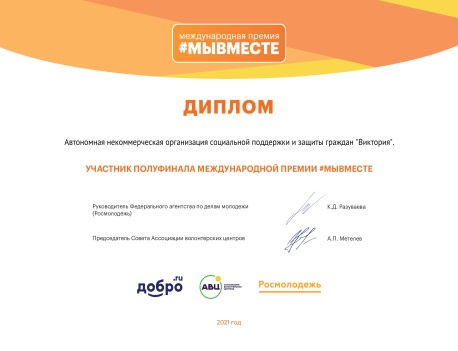 международная премия
#МЫВМЕСТЕ
ДИПЛОМ
Автономная некоммерческая организация социальной поддержки и защиты граждан "Виктория".
УЧАСТНИК ПОЛУФИНАЛА МЕЖДУНАРОДНОЙ ПРЕМИИ #МЫВМЕСТЕ
Руководитель Федерального агентства по делам молодежи
(Росмолодежь)
К.Д. Разуваева
Председатель Совета Ассоциации волонтерских центров
А.П. Метелев
добро.ru
АВЦ
Росмолодежь
2021 год